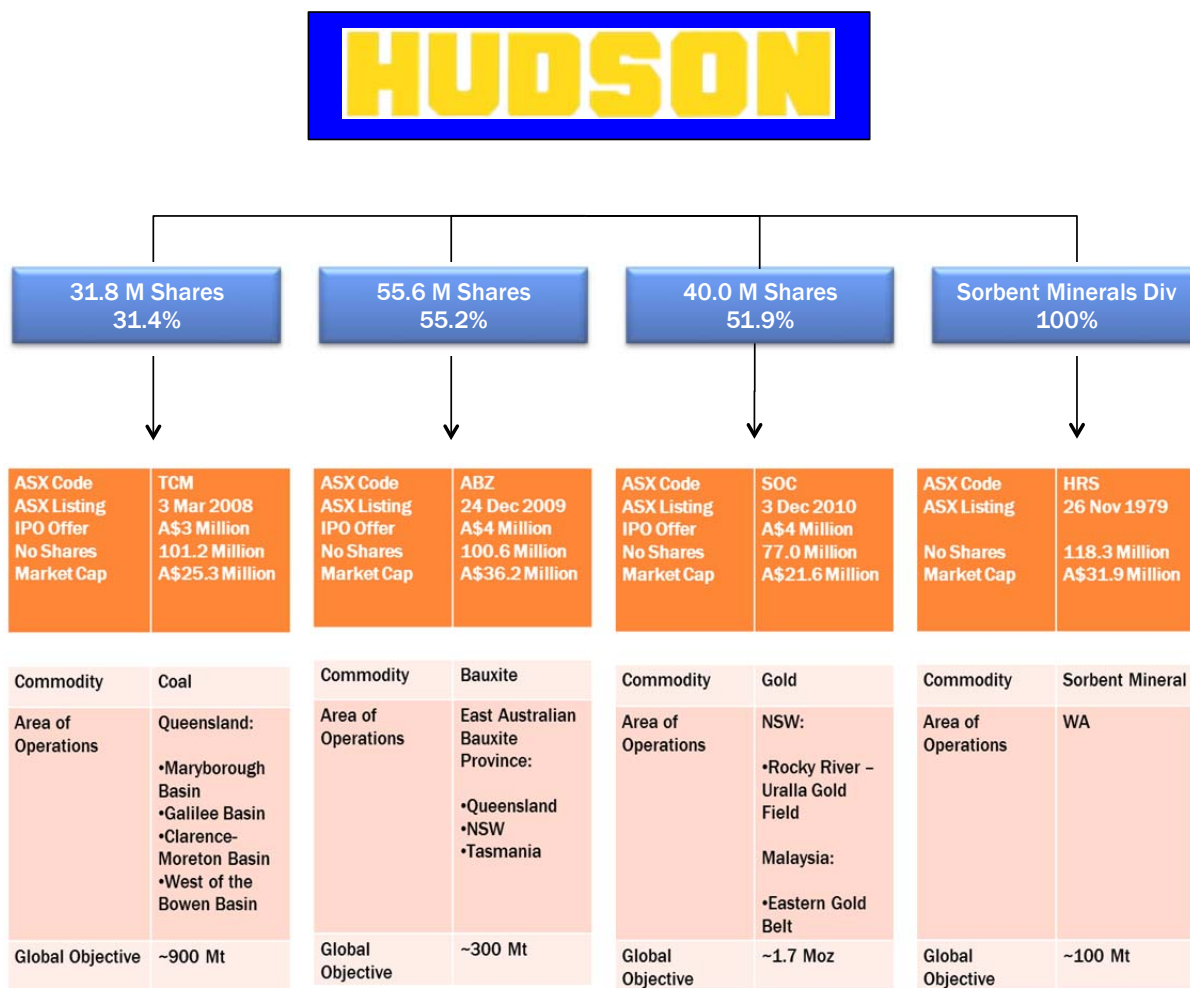 HUDSON
31.8 M Shares
31.4%
55.6 M Shares
55.2%
40.0 M Shares
51.9%
Sorbent Minerals Div
100%
ASX Code TCM
ASX Listing 3 Mar 2008
IPO Offer A$3 Million
No Shares 101.2 Million
Market Cap A$25.3 Million
ASX Code ABZ
ASX Listing 24 Dec 2009
IPO Offer A$4 Million
No Shares 100.6 Million
Market Cap A$36.2 Million
ASX Code SOC
ASX Listing 3 Dec 2010
IPO Offer A$4 Million
No Shares 77.0 Million
Market Cap A$21.6 Million
ASX Code HRS
ASX Listing 26 Nov 1979
No Shares 118.3 Million
Market Cap A$31.9 Million
Commodity Coal
Area of
Operations
Queensland:
•Maryborough
Basin
•Galilee Basin
•Clarence-
Moreton Basin
•West of the
Bowen Basin
Global Objective ~900 Mt
Commodity Bauxite
Area of
Operations
East Australian
Bauxite
Province:
•Queensland
•NSW
•Tasmania
Global
Objective
~300 Mt
Commodity Gold
Area of
Operations
NSW:
•Rocky River –
Uralla Gold
Field
Malaysia:
•Eastern Gold
Belt
Global
Objective
~1.7 Moz
Commodity Sorbent Mineral
Area of
Operations
WA
Global
Objective
~100 Mt